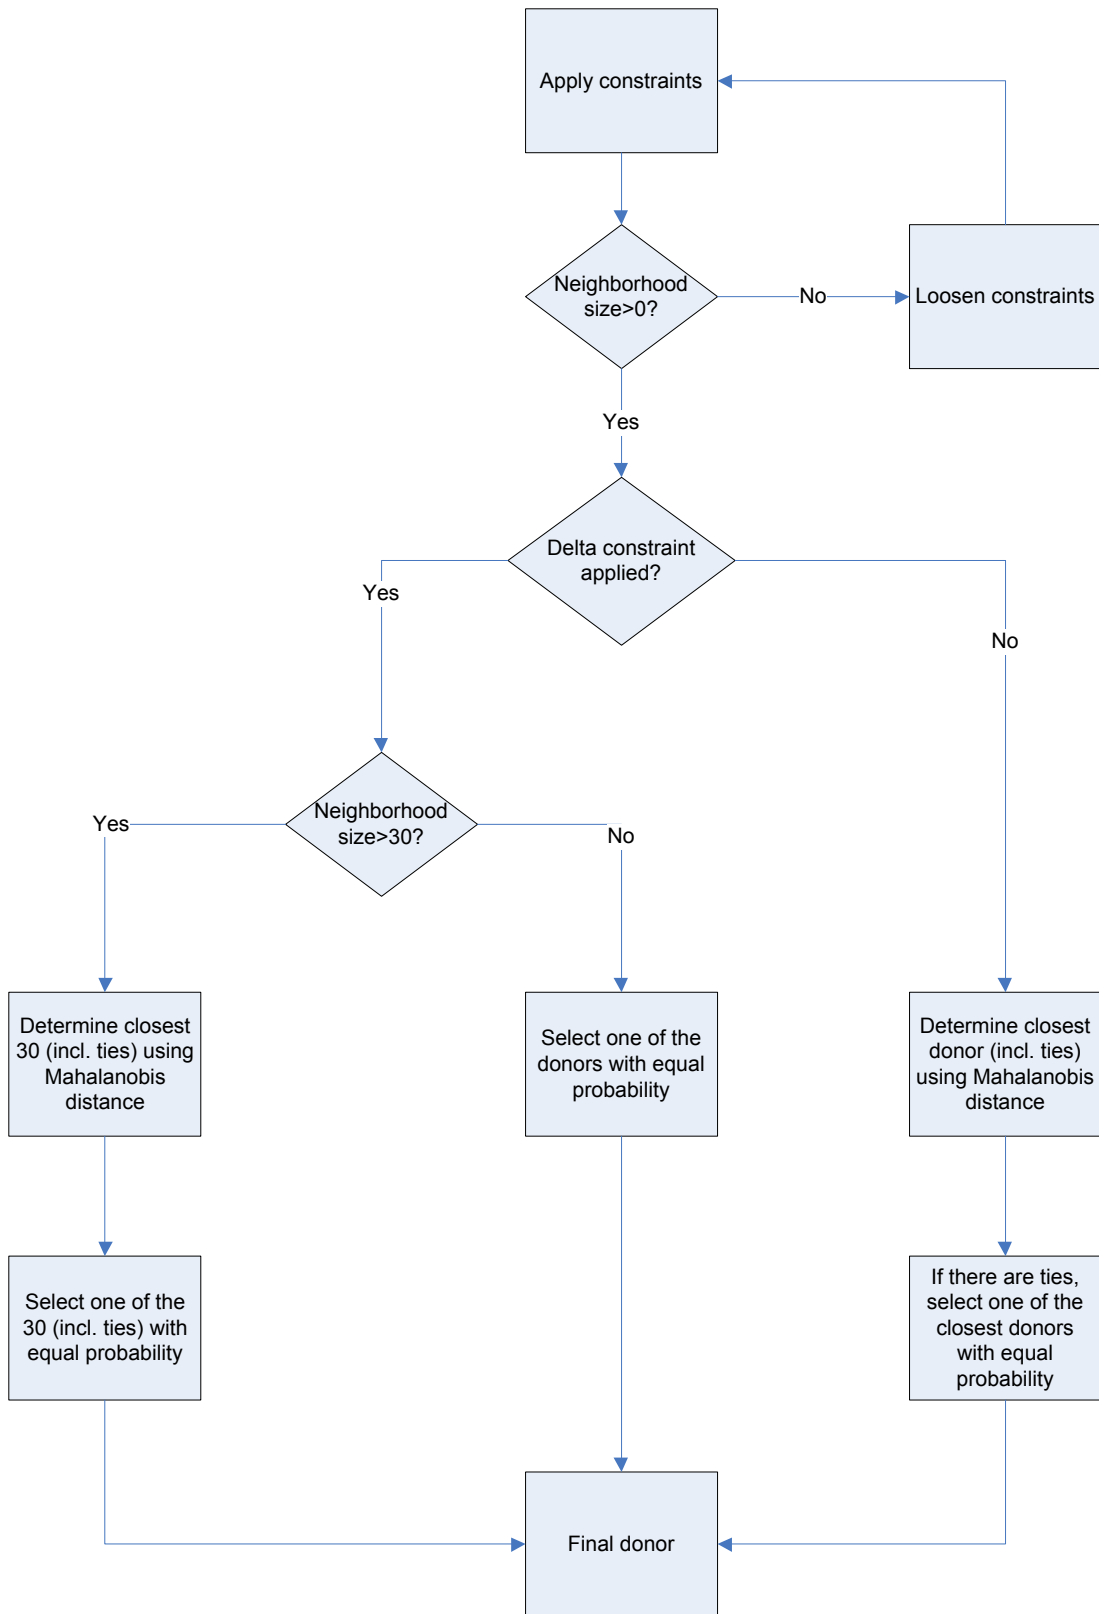 Apply constraints
Neighborhood
size>0?
No
Loosen constraints
Yes
Delta constraint
applied?
Yes
No
Neighborhood
size>30?
Yes
No
Determine closest
30 (incl. ties) using
Mahalanobis
distance
Select one of the
donors with equal
probability
Determine closest
donor (incl. ties)
using Mahalanobis
distance
Select one of the
30 (incl. ties) with
equal probability
If there are ties,
select one of the
closest donors
with equal
probability
Final donor